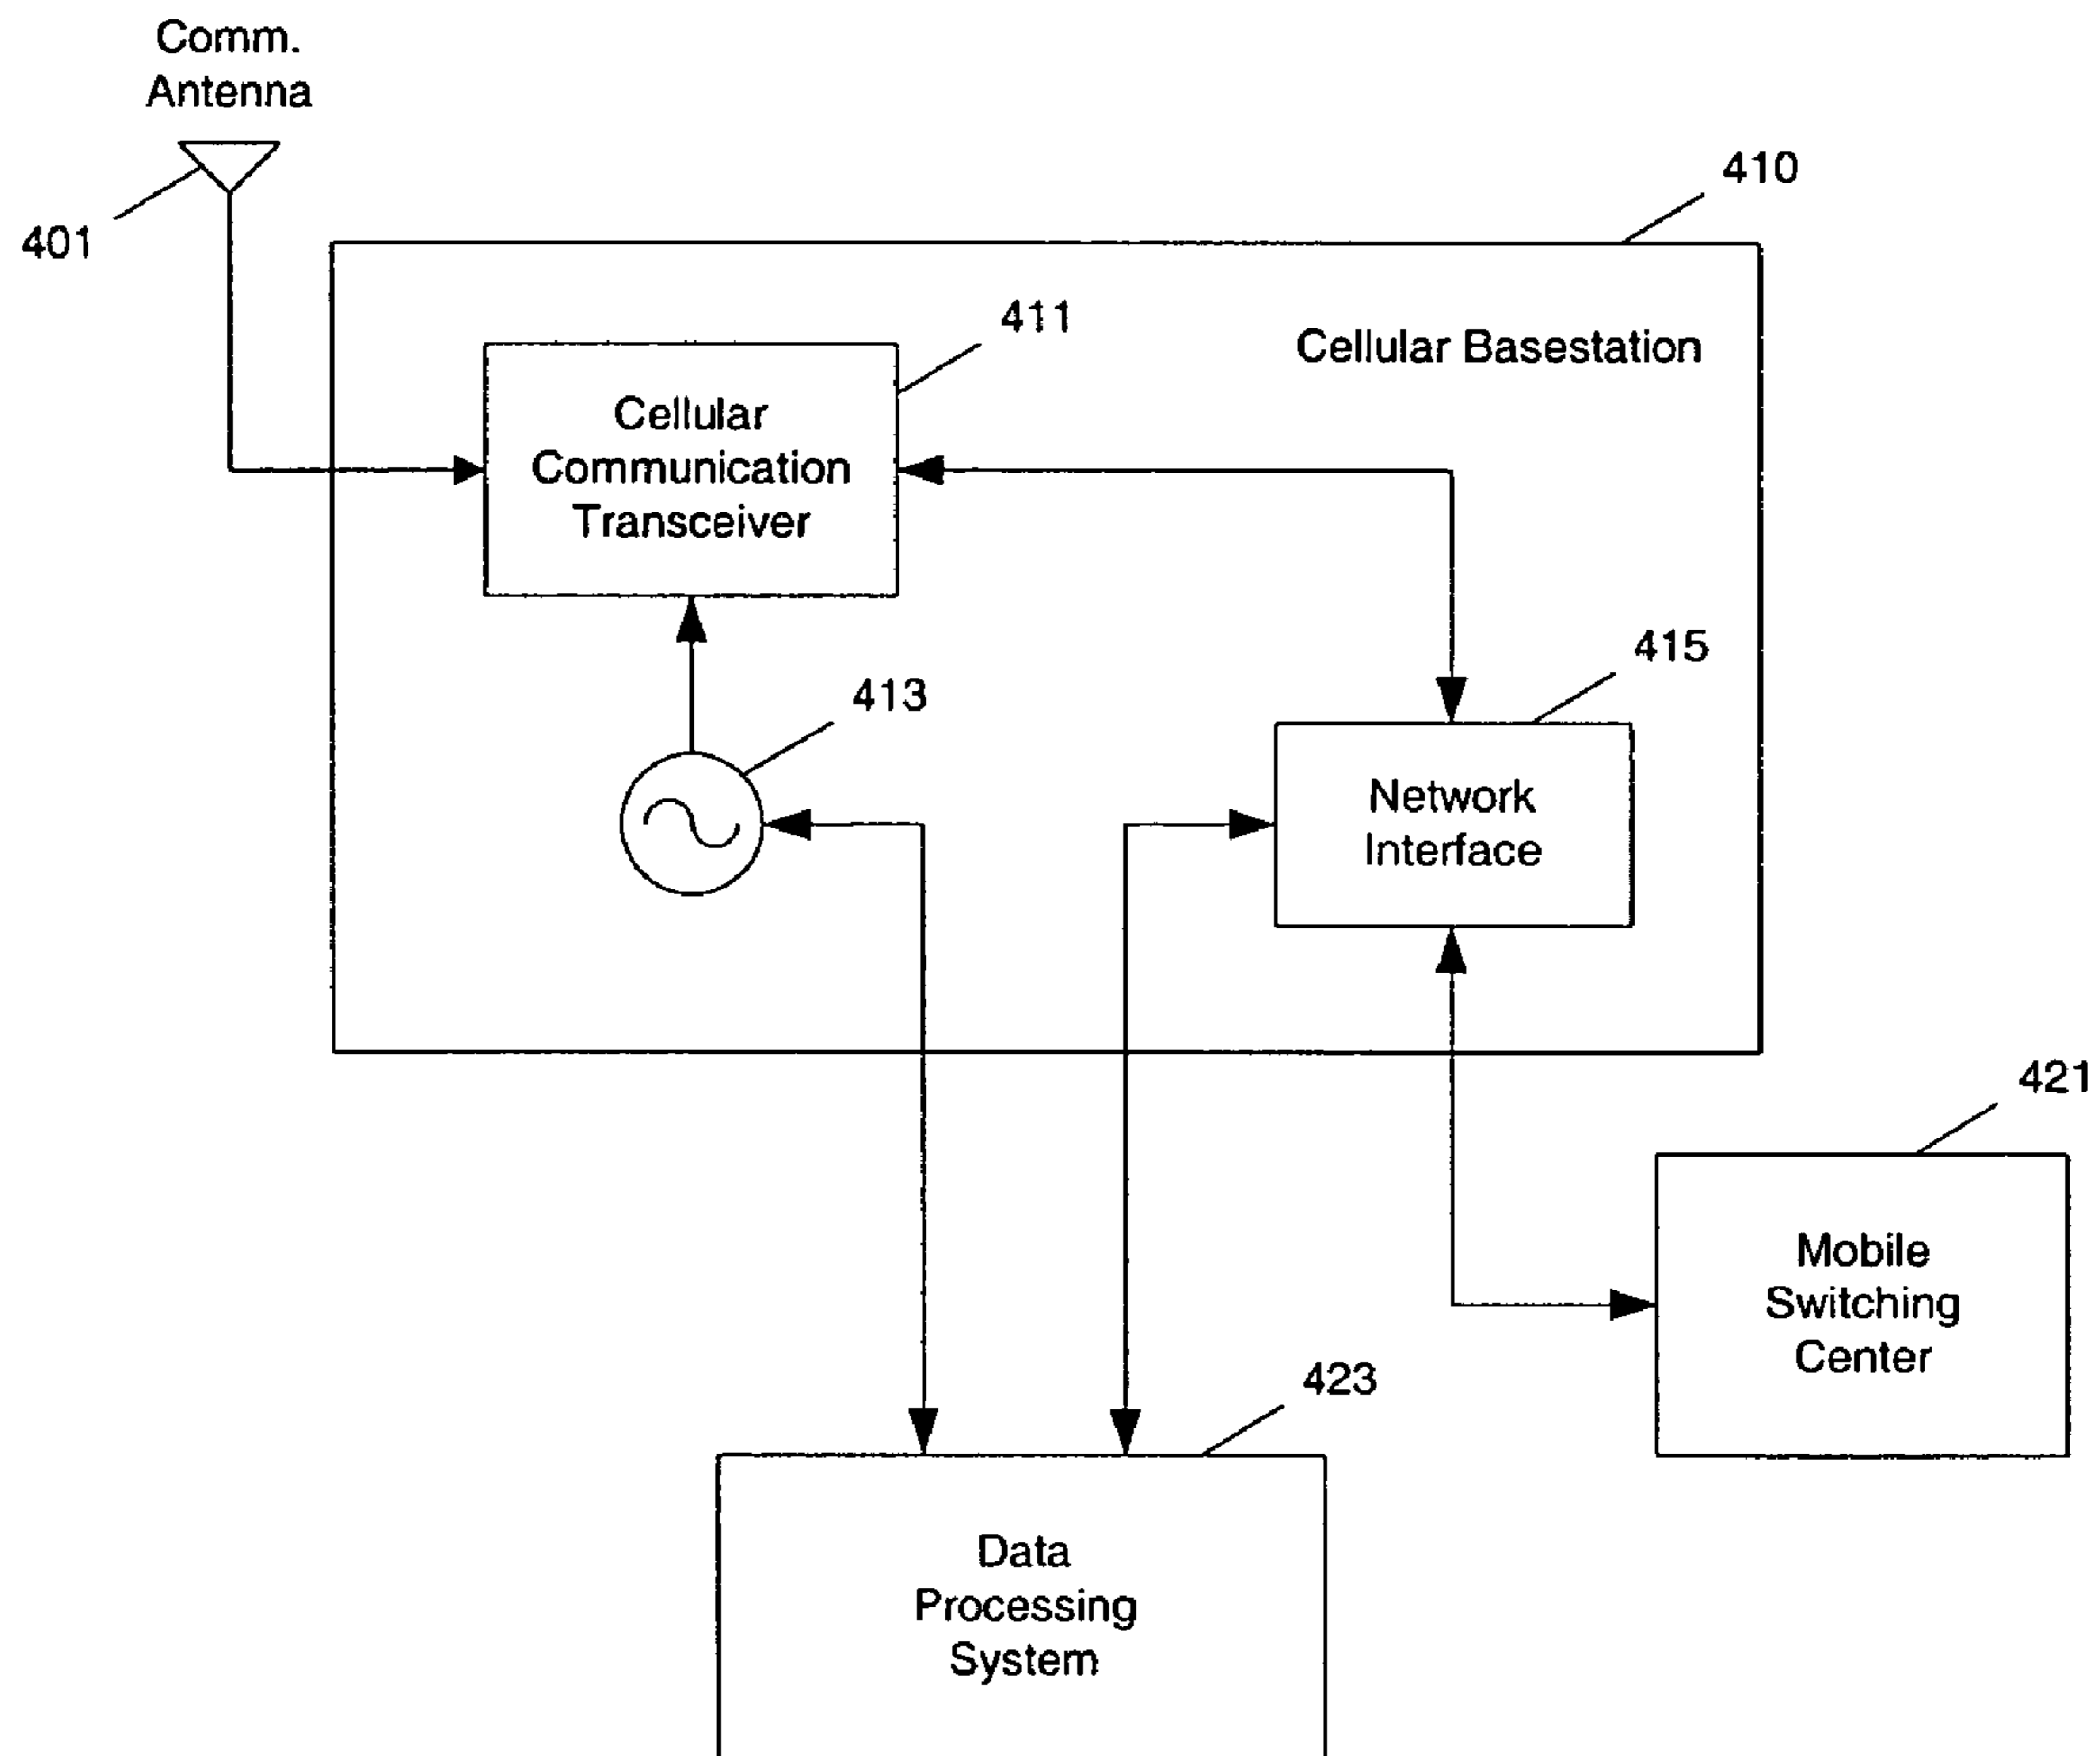 Comm.
Antenna
401
410
411
Cellular Basestation
Cellular
Communication
Transceiver
415
413
Network
Interface
421
Mobile
Switching
Center
423
Data
Processing
System